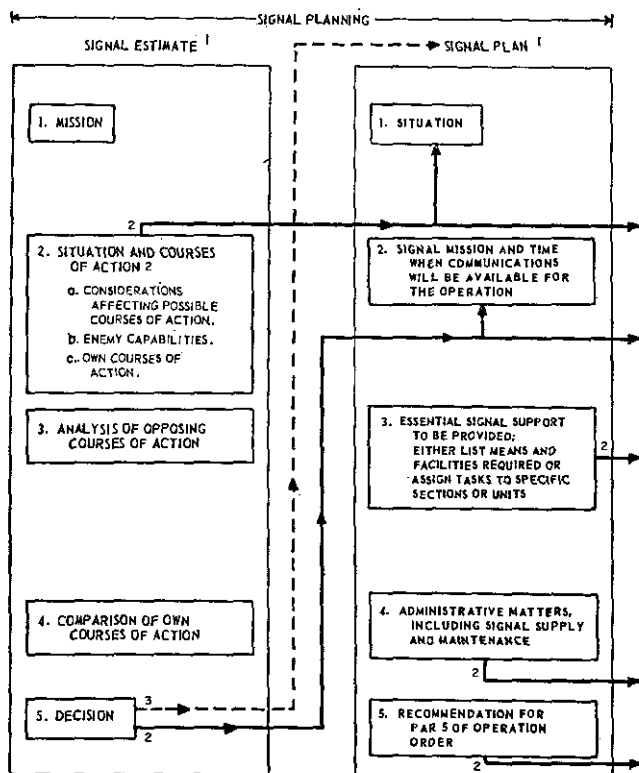 SIGNAL PLANNING
SIGNAL ESTIMATE 1
1. MISSION
2
2. SITUATION AND COURSES
OF ACTION 2
a. CONSIDERATIONS
AFFECTING POSSIBLE
COURSES OF ACTION.
b. ENEMY CAPABILITIES.
c. OWN COURSES OF
ACTION.
3. ANALYSIS OF OPPOSING
COURSES OF ACTION
4. COMPARISON OF OWN
COURSES OF ACTION
5. DECISION
3
2
SIGNAL PLAN 1
1. SITUATION
2. SIGNAL MISSION AND TIME
WHEN COMMUNICATIONS
WILL BE AVAILABLE FOR
THE OPERATION
3. ESSENTIAL SIGNAL SUPPORT
TO BE PROVIDED;
EITHER LIST MEANS AND
FACILITIES REQUIRED OR
ASSIGN TASKS TO SPECIFIC
SECTIONS OR UNITS
2
4. ADMINISTRATIVE MATTERS,
INCLUDING SIGNAL SUPPLY
AND MAINTENANCE
2
5. RECOMMENDATION FOR
PAR 5 OF OPERATION
ORDER
2